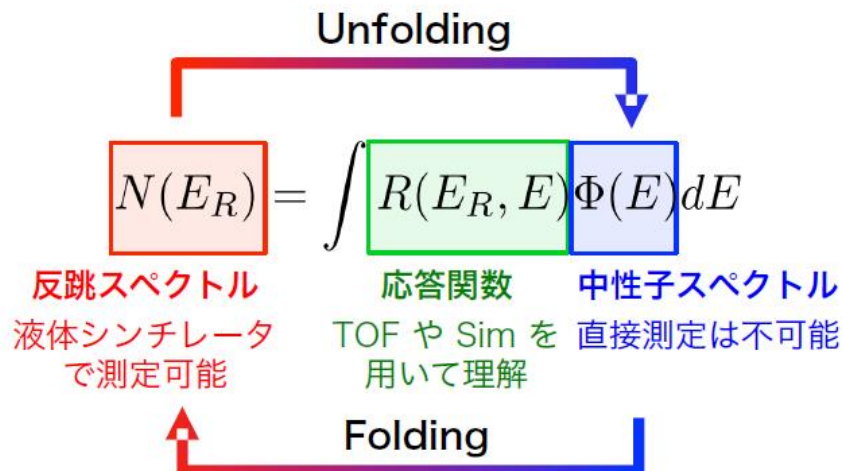 Unfolding
N(E_R) = ∫ R(E_R, E)Φ(E)dE
反跳スペクトル 応答関数 中性子スペクトル
液体シンチレータ TOF や Sim を 直接測定は不可能
で測定可能 用いて理解
Folding